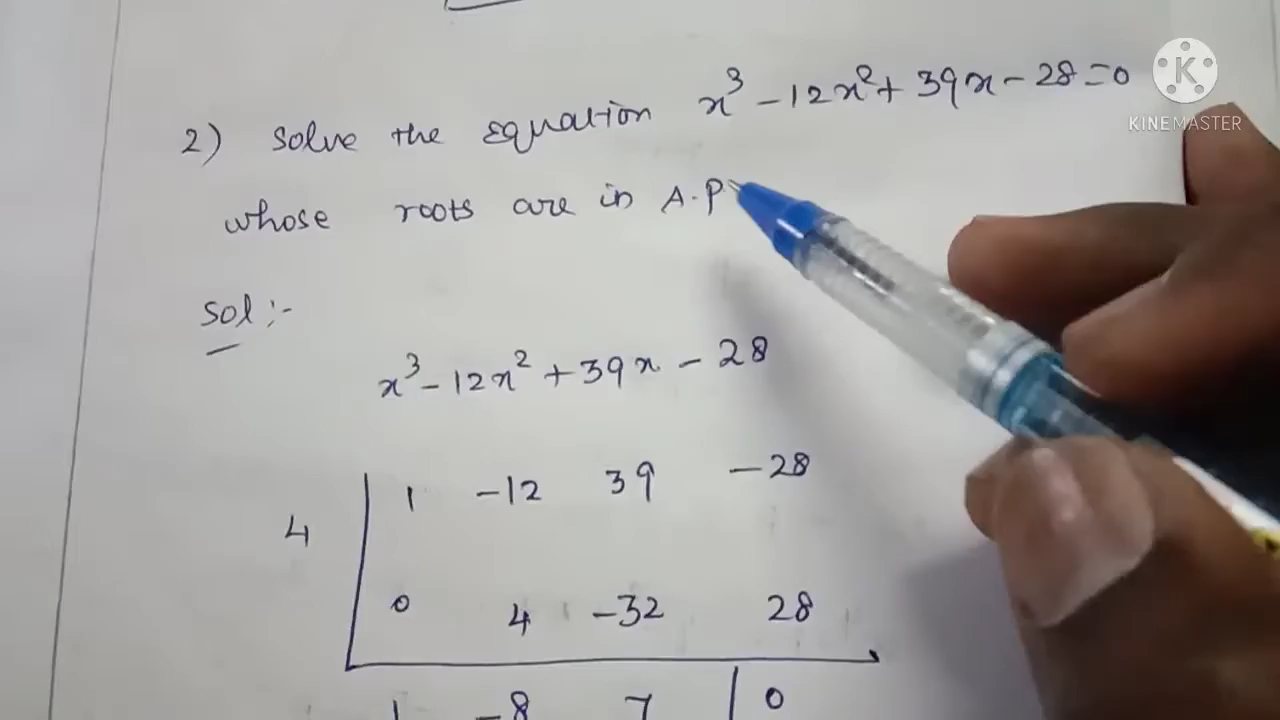 KINEMASTER
2) Solve the Equation x³ - 12x² + 39x - 28 = 0
whose roots are in A.P.
Sol :-
x³ - 12x² + 39x - 28
1 -12 39 -28
4
0 4 -32 28
1 -8 7 0